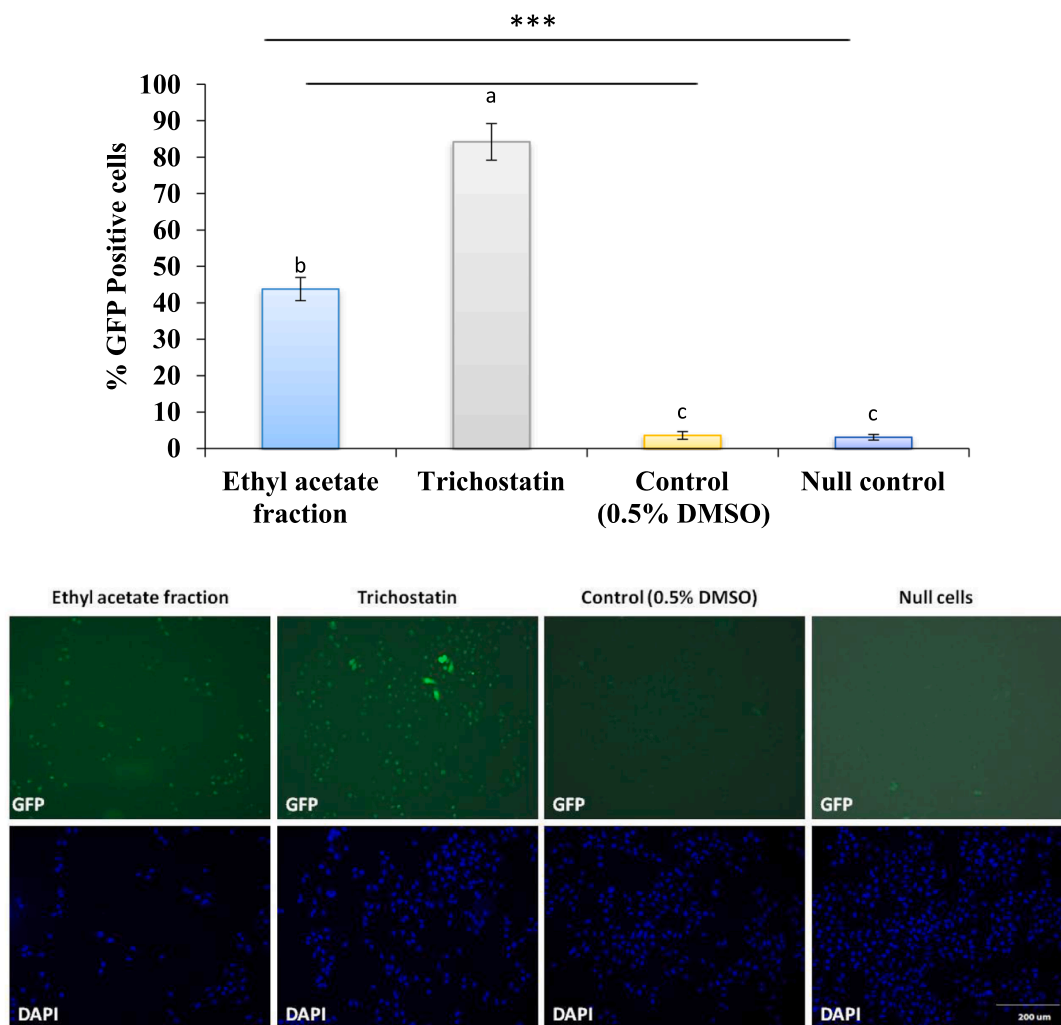 ***
100
90
80
70
60
50
40
30
20
10
0
% GFP Positive cells
a
b
c
c
Ethyl acetate fraction
Trichostatin
Control (0.5% DMSO)
Null control
Ethyl acetate fraction
Trichostatin
Control (0.5% DMSO)
Null cells
GFP
GFP
GFP
GFP
DAPI
DAPI
DAPI
DAPI
200 um